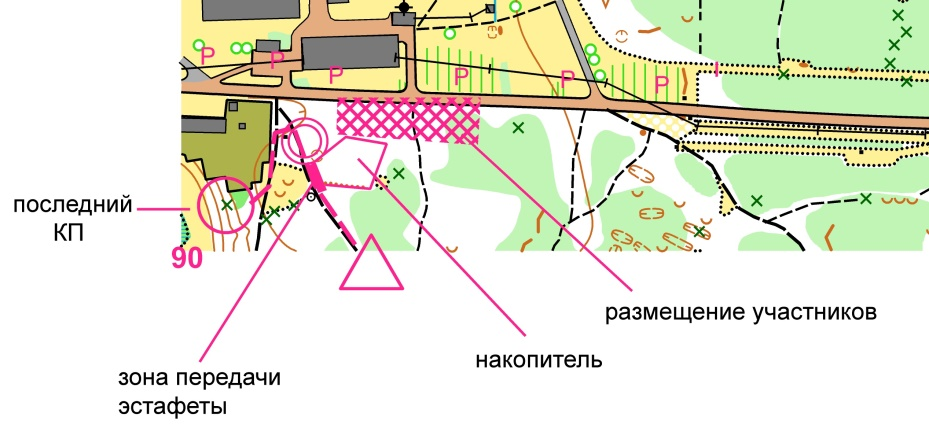 P
P
P
P
P
P
последний
КП
90
размещение участников
накопитель
зона передачи
эстафеты